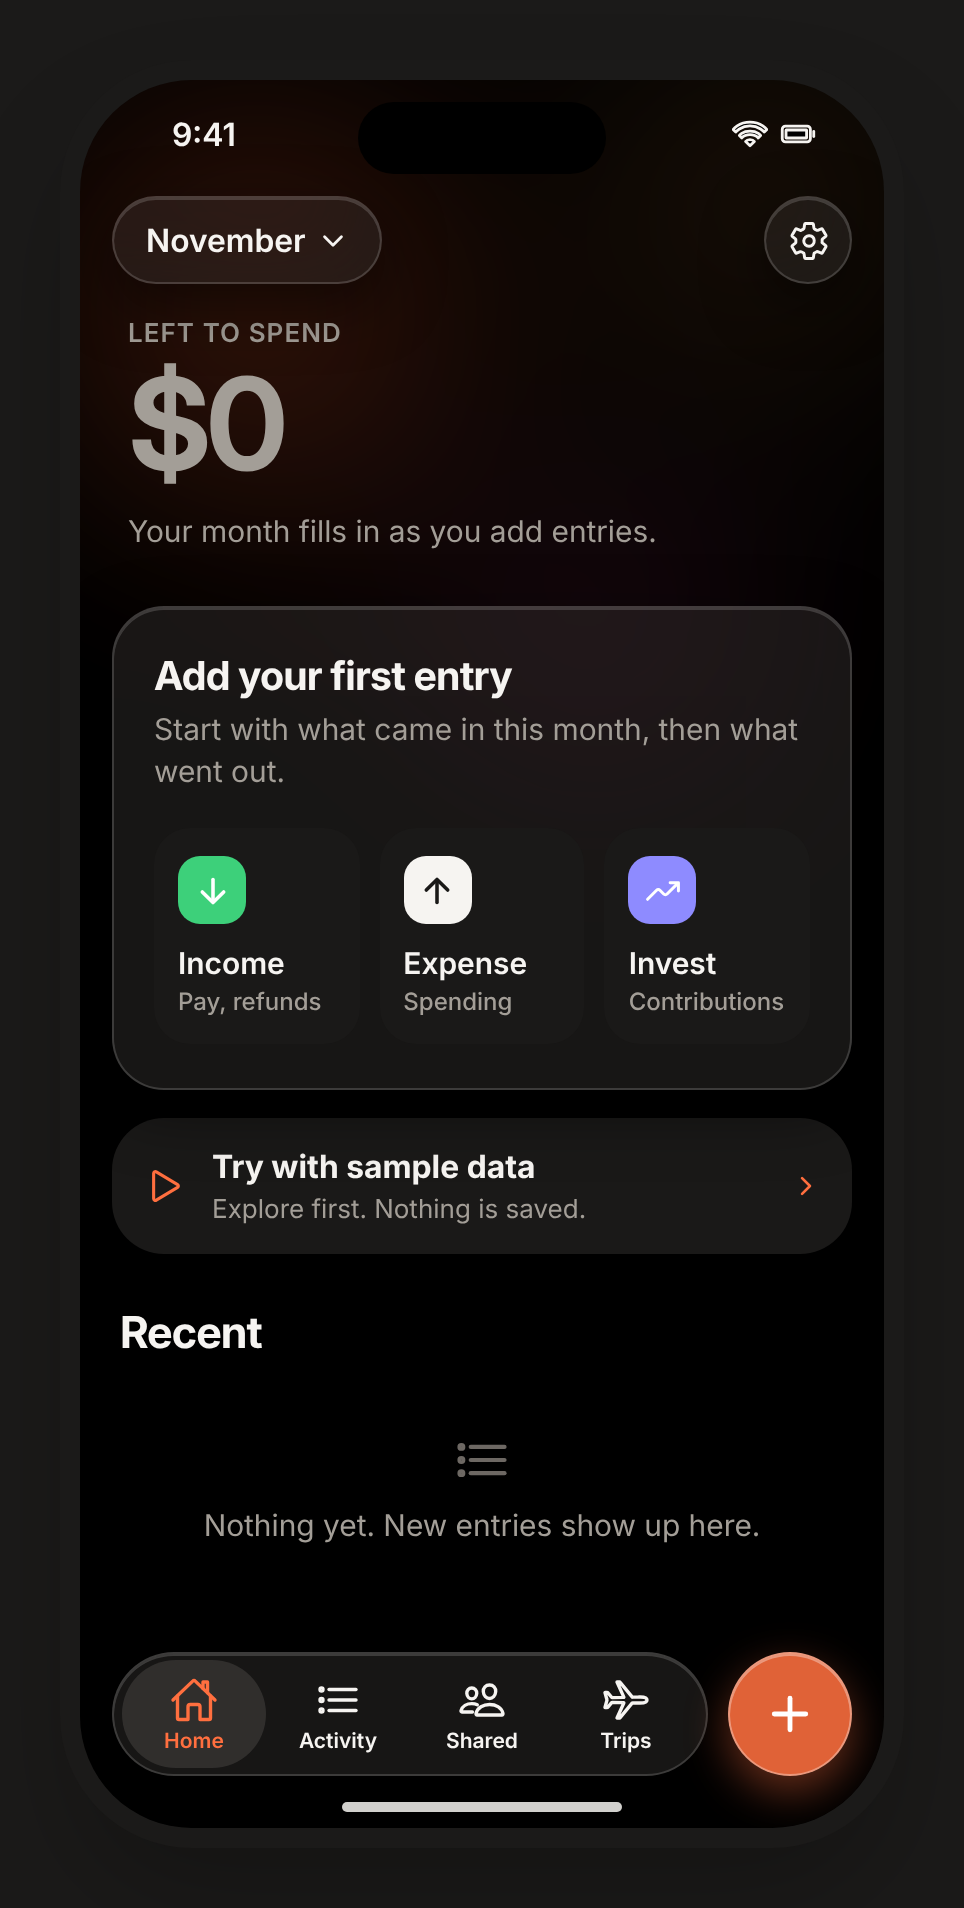 9:41
November
LEFT TO SPEND
$0
Your month fills in as you add entries.
Add your first entry
Start with what came in this month, then what
went out.
Income
Pay, refunds
Expense
Spending
Invest
Contributions
Try with sample data
Explore first. Nothing is saved.
Recent
Nothing yet. New entries show up here.
Home
Activity
Shared
Trips